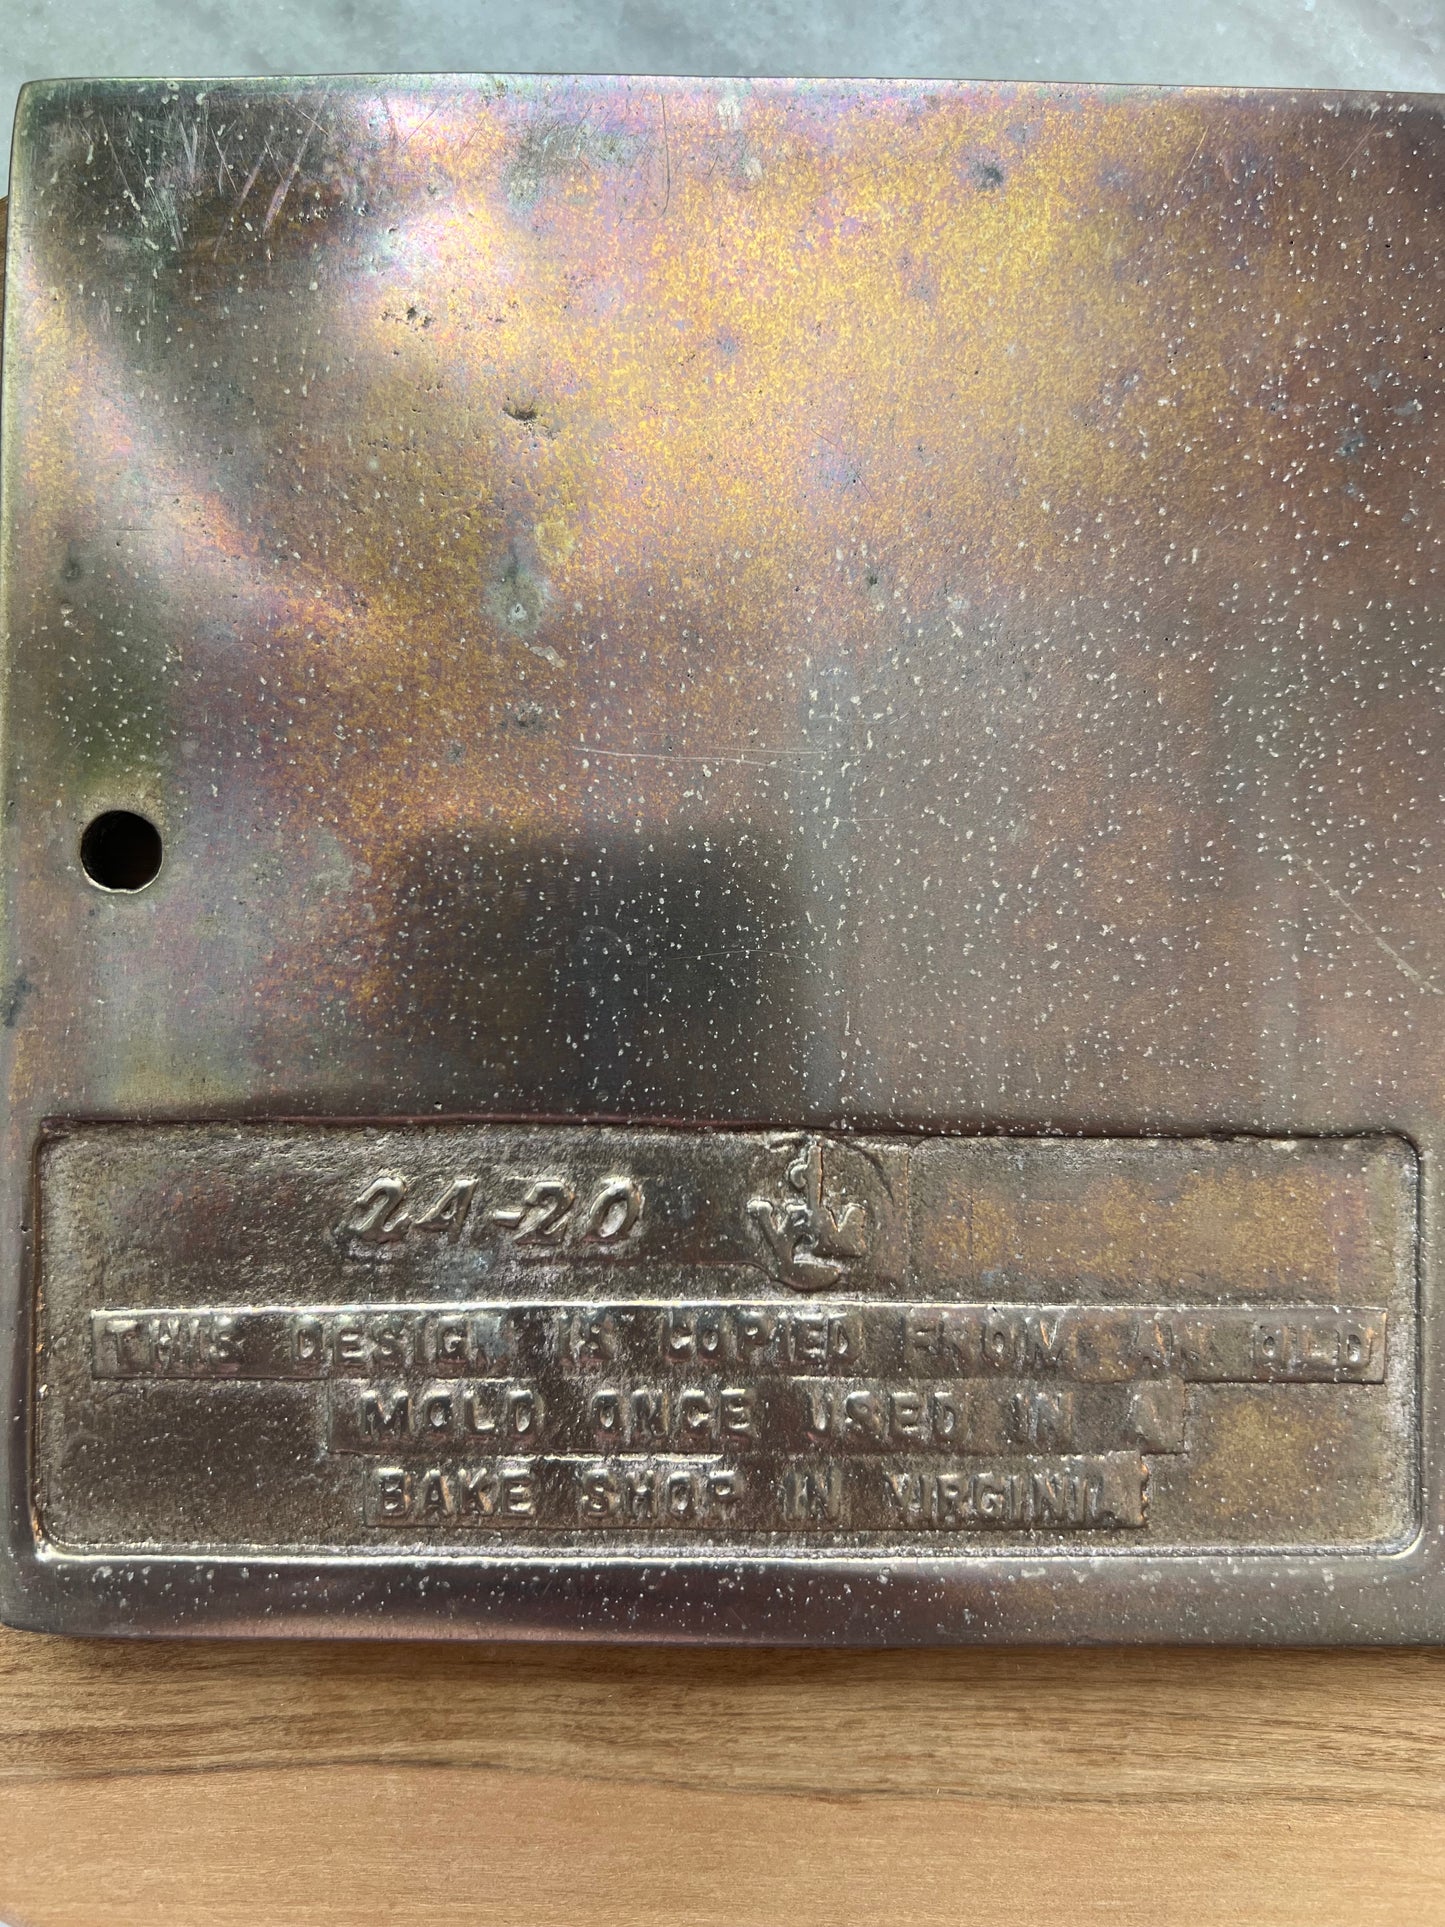 24-20
THIS DESIGN IS COPIED FROM AN OLD
MOLD ONCE USED IN A
BAKE SHOP IN VIRGINIA